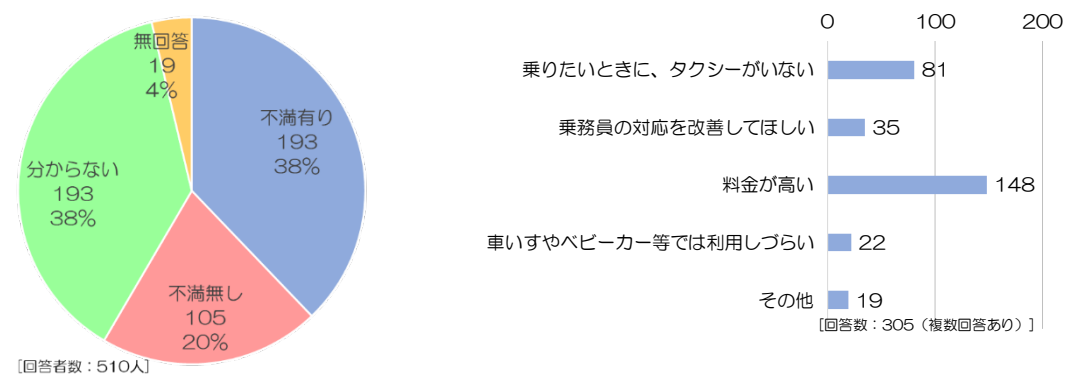 無回答
19
4%
不満有り
193
38%
分からない
193
38%
不満無し
105
20%
[回答者数：510人]
0 100 200
乗りたいときに、タクシーがいない 81
乗務員の対応を改善してほしい 35
料金が高い 148
車いすやベビーカー等では利用しづらい 22
その他 19
[回答数：305（複数回答あり）]